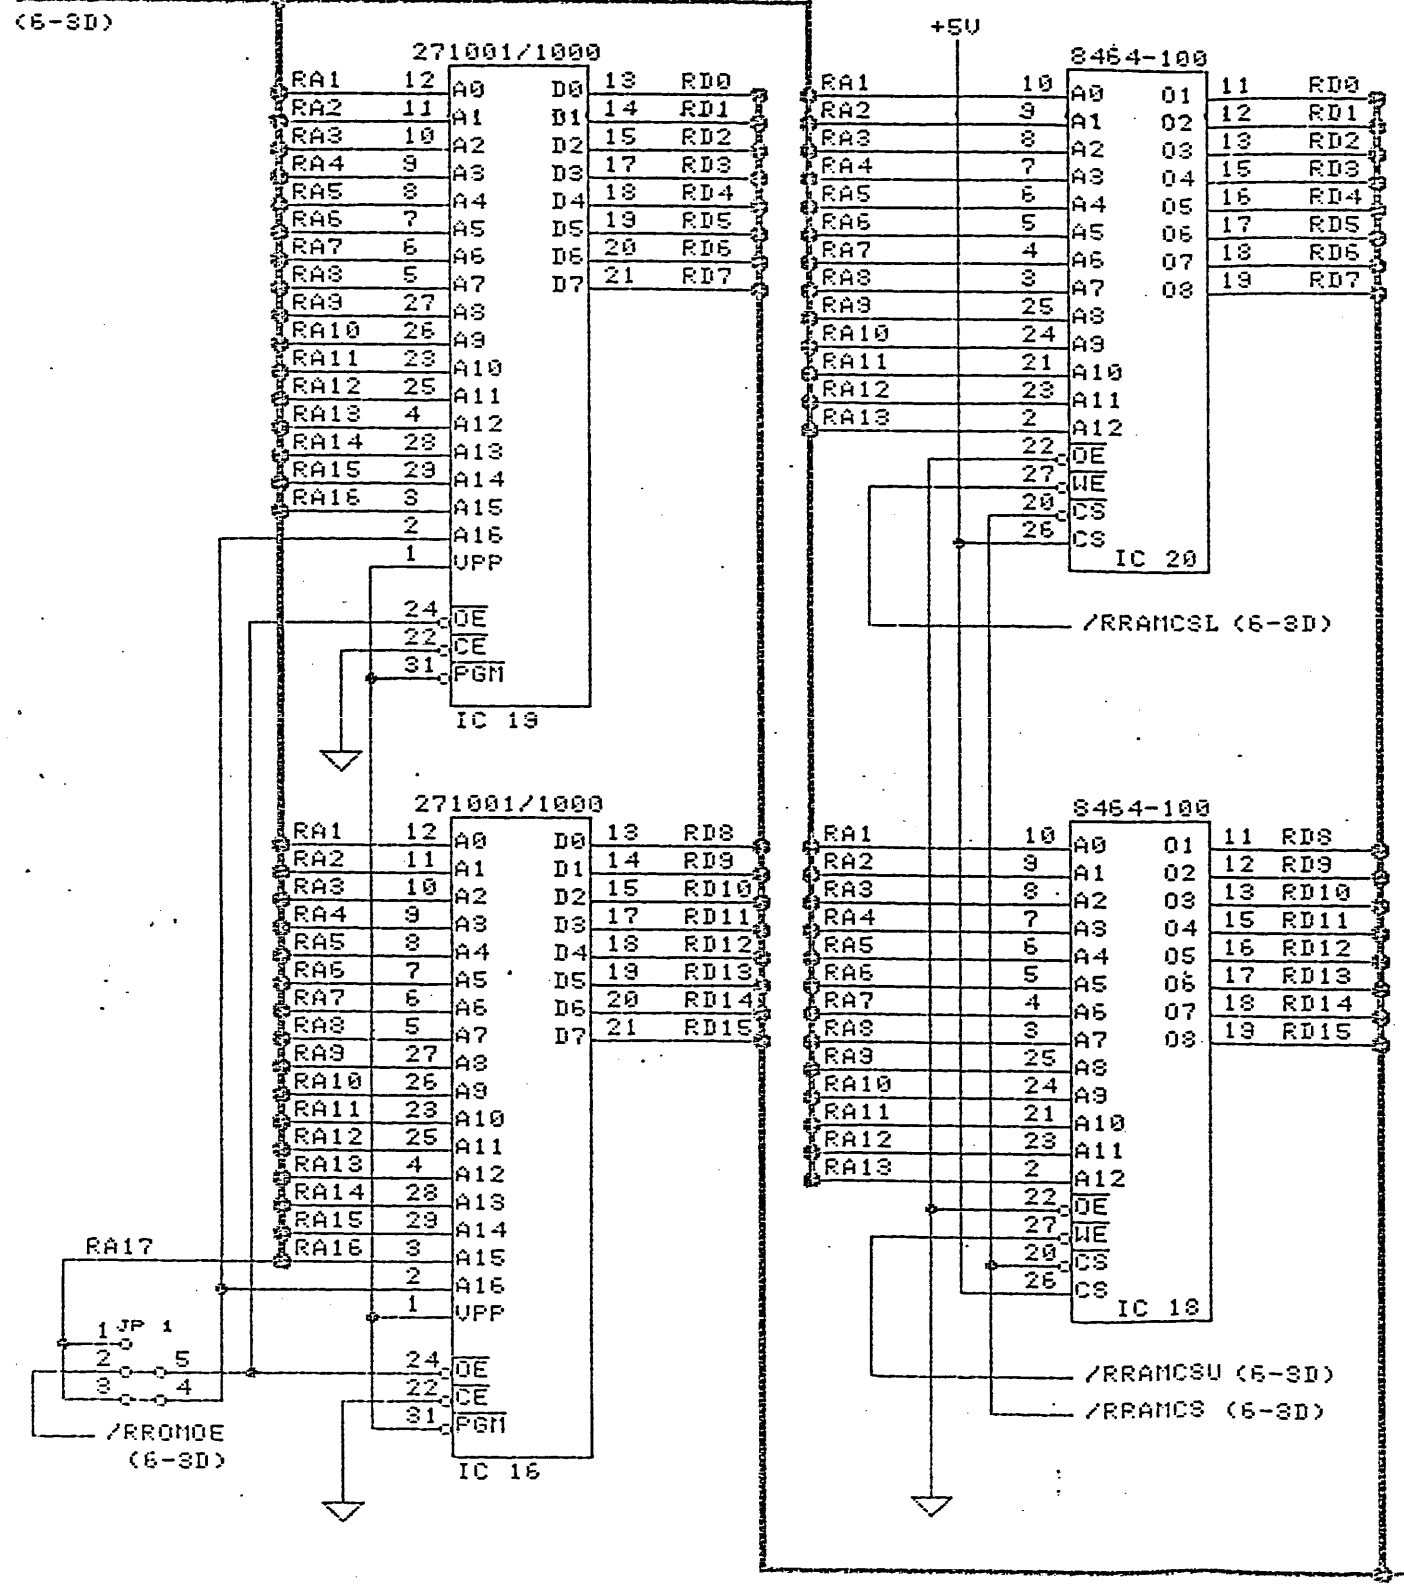 (6-3D)
+5V
271001/1000
RA1 12 A0 D0 13 RD0
RA2 11 A1 D1 14 RD1
RA3 10 A2 D2 15 RD2
RA4 9 A3 D3 17 RD3
RA5 8 A4 D4 18 RD4
RA6 7 A5 D5 19 RD5
RA7 6 A6 D6 20 RD6
RA8 5 A7 D7 21 RD7
RA9 27 A8
RA10 26 A9
RA11 23 A10
RA12 25 A11
RA13 4 A12
RA14 28 A13
RA15 29 A14
RA16 3 A15
2 A16
1 VPP
24 OE
22 CE
31 PGM
IC 19
8464-100
RA1 10 A0 O1 11 RD0
RA2 9 A1 O2 12 RD1
RA3 8 A2 O3 13 RD2
RA4 7 A3 O4 15 RD3
RA5 6 A4 O5 16 RD4
RA6 5 A5 O6 17 RD5
RA7 4 A6 O7 18 RD6
RA8 3 A7 O8 19 RD7
RA9 25 A8
RA10 24 A9
RA11 21 A10
RA12 23 A11
RA13 2 A12
22 OE
27 WE
20 CS
26 CS
IC 20
/RRAMCSL (6-3D)
271001/1000
RA1 12 A0 D0 13 RD8
RA2 11 A1 D1 14 RD9
RA3 10 A2 D2 15 RD10
RA4 9 A3 D3 17 RD11
RA5 8 A4 D4 18 RD12
RA6 7 A5 D5 19 RD13
RA7 6 A6 D6 20 RD14
RA8 5 A7 D7 21 RD15
RA9 27 A8
RA10 26 A9
RA11 23 A10
RA12 25 A11
RA13 4 A12
RA14 28 A13
RA15 29 A14
RA17
RA16 3 A15
2 A16
1 VPP
24 OE
22 CE
31 PGM
IC 16
1 JP 1
2 5
3 4
/RROMOE
(6-3D)
8464-100
RA1 10 A0 O1 11 RD8
RA2 9 A1 O2 12 RD9
RA3 8 A2 O3 13 RD10
RA4 7 A3 O4 15 RD11
RA5 6 A4 O5 16 RD12
RA6 5 A5 O6 17 RD13
RA7 4 A6 O7 18 RD14
RA8 3 A7 O8 19 RD15
RA9 25 A8
RA10 24 A9
RA11 21 A10
RA12 23 A11
RA13 2 A12
22 OE
27 WE
20 CS
26 CS
IC 18
/RRAMCSU (6-3D)
/RRAMCS (6-3D)